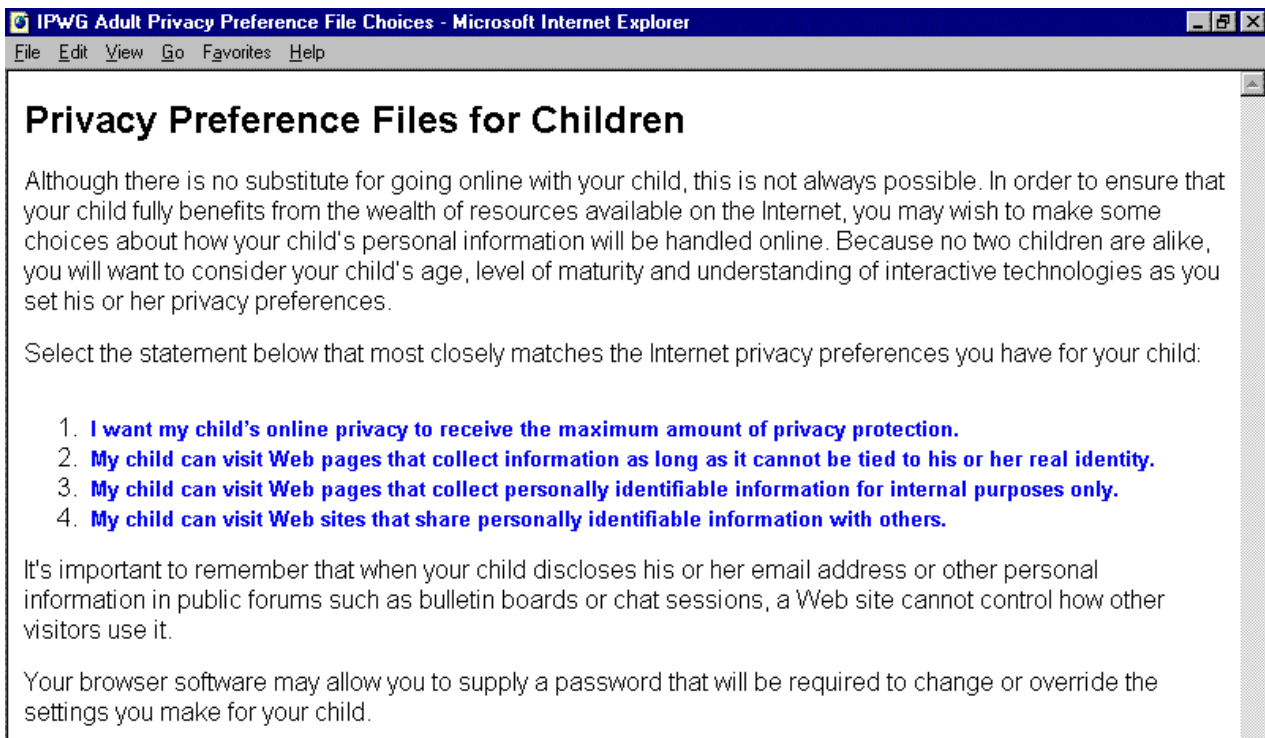 IPWG Adult Privacy Preference File Choices - Microsoft Internet Explorer
File Edit View Go Favorites Help
Privacy Preference Files for Children
Although there is no substitute for going online with your child, this is not always possible. In order to ensure that
your child fully benefits from the wealth of resources available on the Internet, you may wish to make some
choices about how your child's personal information will be handled online. Because no two children are alike,
you will want to consider your child's age, level of maturity and understanding of interactive technologies as you
set his or her privacy preferences.
Select the statement below that most closely matches the Internet privacy preferences you have for your child:
1. I want my child's online privacy to receive the maximum amount of privacy protection.
2. My child can visit Web pages that collect information as long as it cannot be tied to his or her real identity.
3. My child can visit Web pages that collect personally identifiable information for internal purposes only.
4. My child can visit Web sites that share personally identifiable information with others.
It's important to remember that when your child discloses his or her email address or other personal
information in public forums such as bulletin boards or chat sessions, a Web site cannot control how other
visitors use it.
Your browser software may allow you to supply a password that will be required to change or override the
settings you make for your child.